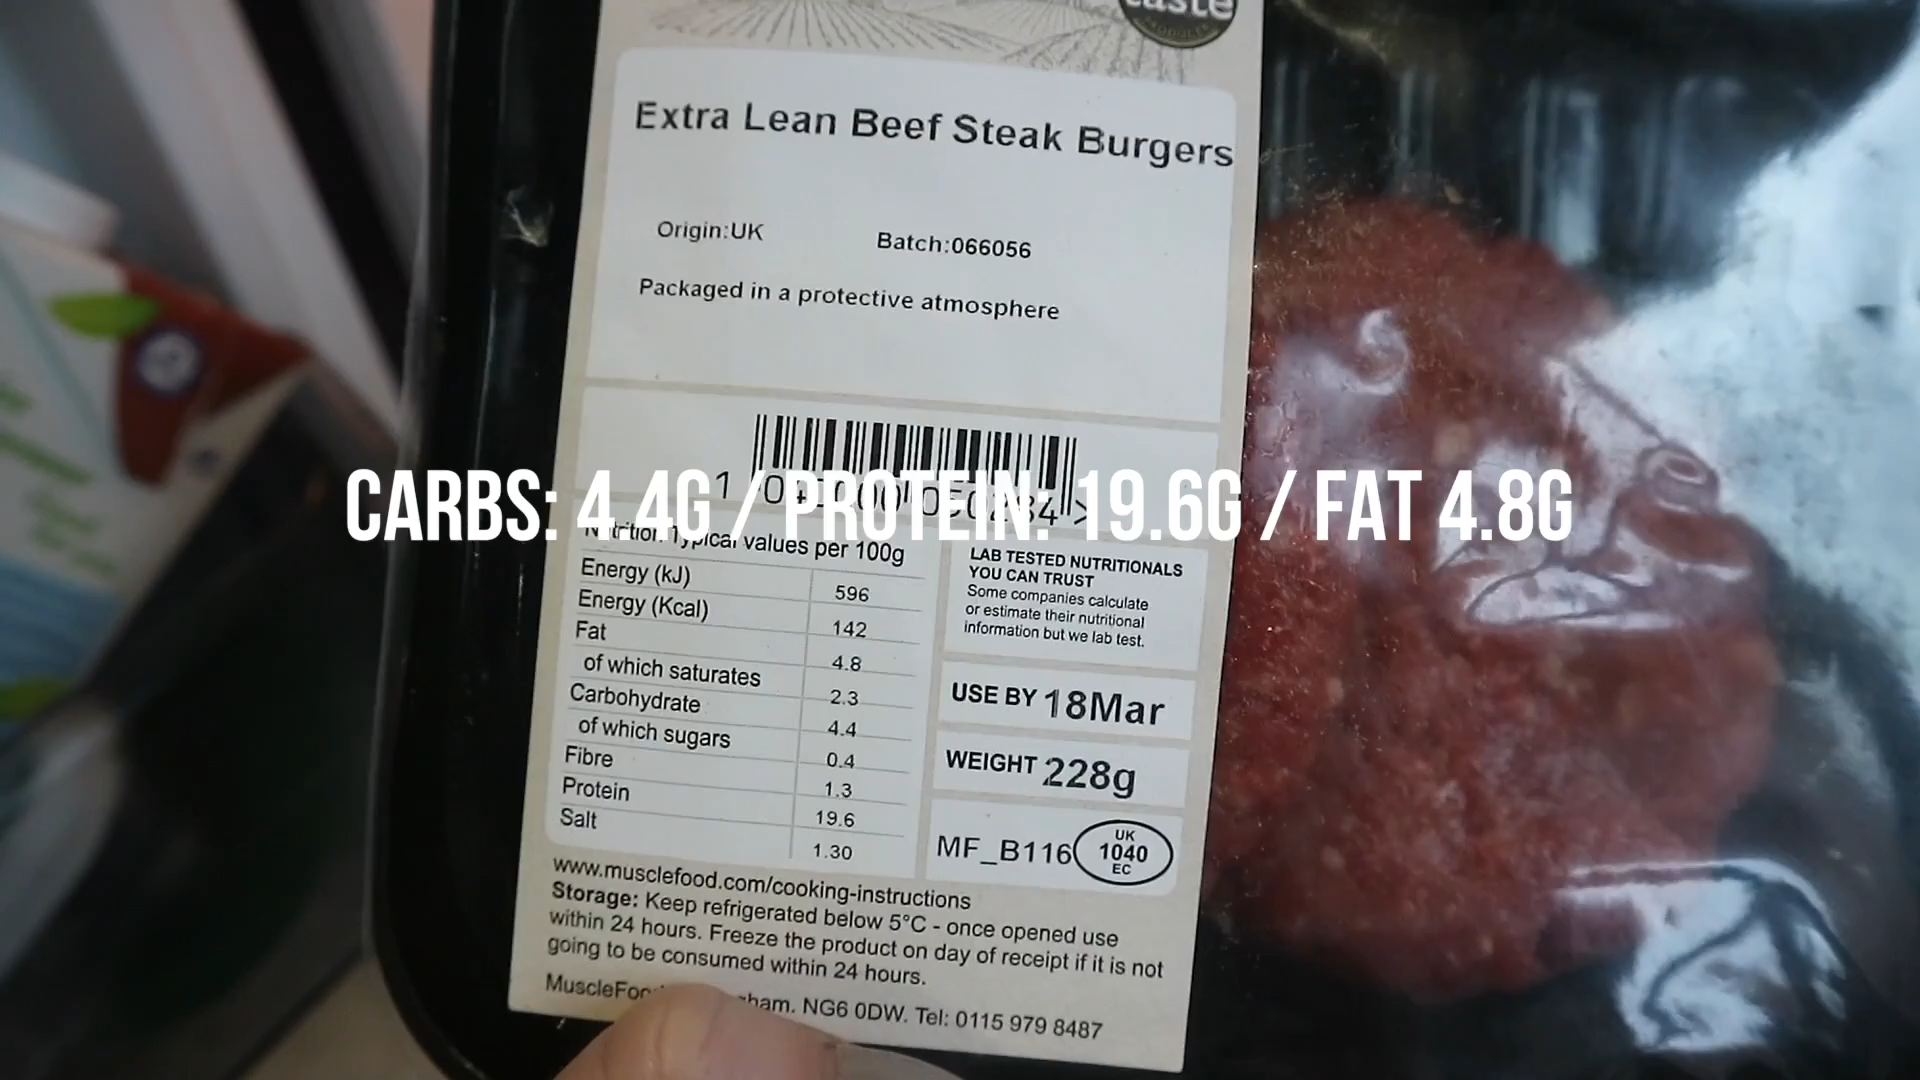 taste
Extra Lean Beef Steak Burgers
Origin:UK
Batch:066056
Packaged in a protective atmosphere
CARBS: 4.4G / PROTEIN: 19.6G / FAT 4.8G
Nutrition Typical values per 100g
Energy (kJ) 596
Energy (Kcal) 142
Fat 4.8
of which saturates 2.3
Carbohydrate 4.4
of which sugars 0.4
Fibre 1.3
Protein 19.6
Salt 1.30
LAB TESTED NUTRITIONALS
YOU CAN TRUST
Some companies calculate
or estimate their nutritional
information but we lab test.
USE BY 18Mar
WEIGHT 228g
MF_B116
UK
1040
EC
www.musclefood.com/cooking-instructions
Storage: Keep refrigerated below 5°C - once opened use
within 24 hours. Freeze the product on day of receipt if it is not
going to be consumed within 24 hours.
NG6 0DW. Tel: 0115 979 8487